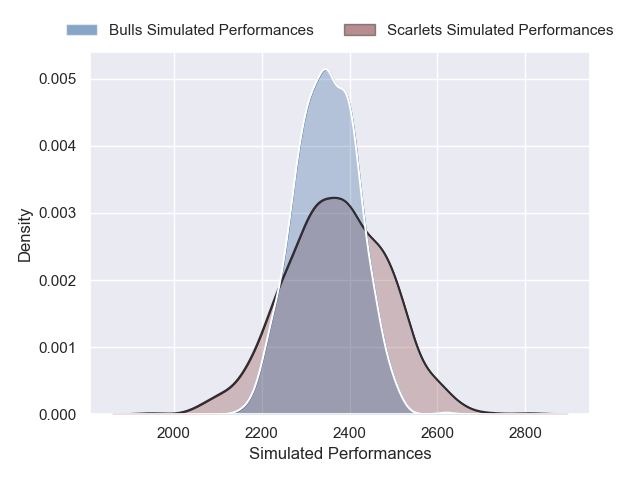 Bulls Simulated Performances
Scarlets Simulated Performances
0.005
0.004
0.003
0.002
0.001
0.000
Density
2000
2200
2400
2600
2800
Simulated Performances